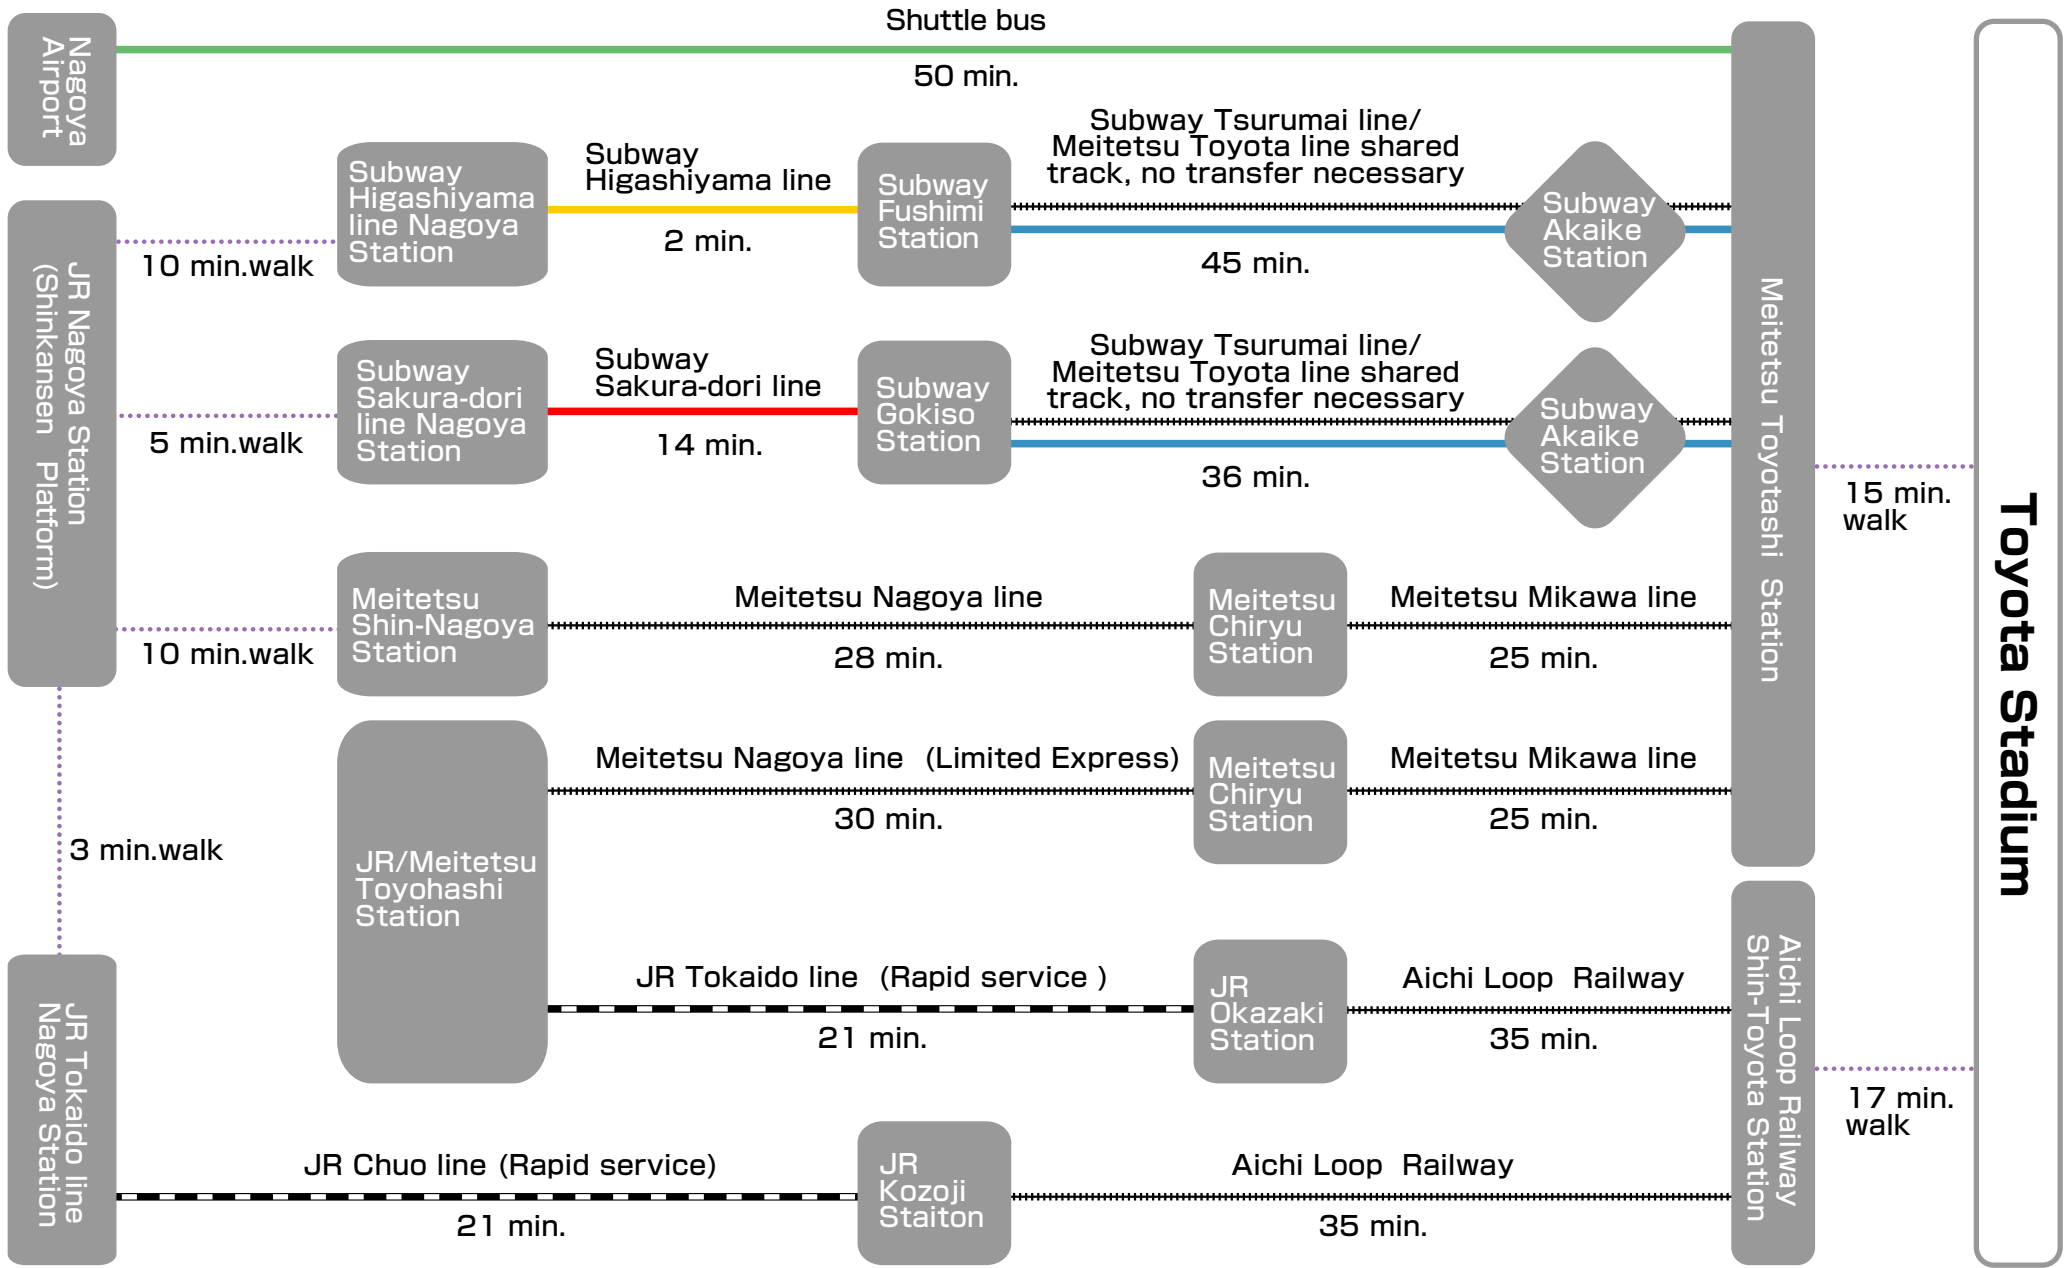 Shuttle bus
50 min.
Nagoya
Airport
Subway
Higashiyama
line Nagoya
Station
Subway
Higashiyama line
2 min.
Subway
Fushimi
Station
Subway Tsurumai line/
Meitetsu Toyota line shared
track, no transfer necessary
45 min.
Subway
Akaike
Station
10 min.walk
JR Nagoya Station
(Shinkansen Platform)
Subway
Sakura-dori
line Nagoya
Station
Subway
Sakura-dori line
14 min.
Subway
Gokiso
Station
Subway Tsurumai line/
Meitetsu Toyota line shared
track, no transfer necessary
36 min.
Subway
Akaike
Station
5 min.walk
Meitetsu Toyotashi Station
15 min.
walk
Toyota Stadium
Meitetsu
Shin-Nagoya
Station
10 min.walk
Meitetsu Nagoya line
28 min.
Meitetsu
Chiryu
Station
Meitetsu Mikawa line
25 min.
3 min.walk
JR/Meitetsu
Toyohashi
Station
Meitetsu Nagoya line (Limited Express)
30 min.
Meitetsu
Chiryu
Station
Meitetsu Mikawa line
25 min.
JR Tokaido line (Rapid service )
21 min.
JR
Okazaki
Station
Aichi Loop Railway
35 min.
Aichi Loop Railway
Shin-Toyota Station
17 min.
walk
JR Tokaido line
Nagoya Station
JR Chuo line (Rapid service)
21 min.
JR
Kozoji
Staiton
Aichi Loop Railway
35 min.